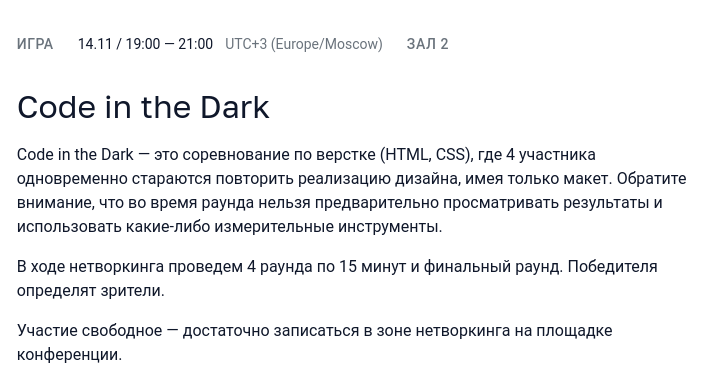 ИГРА 14.11 / 19:00 — 21:00 UTC+3 (Europe/Moscow) ЗАЛ 2
Code in the Dark
Code in the Dark — это соревнование по верстке (HTML, CSS), где 4 участника
одновременно стараются повторить реализацию дизайна, имея только макет. Обратите
внимание, что во время раунда нельзя предварительно просматривать результаты и
использовать какие-либо измерительные инструменты.
В ходе нетворкинга проведем 4 раунда по 15 минут и финальный раунд. Победителя
определят зрители.
Участие свободное — достаточно записаться в зоне нетворкинга на площадке
конференции.